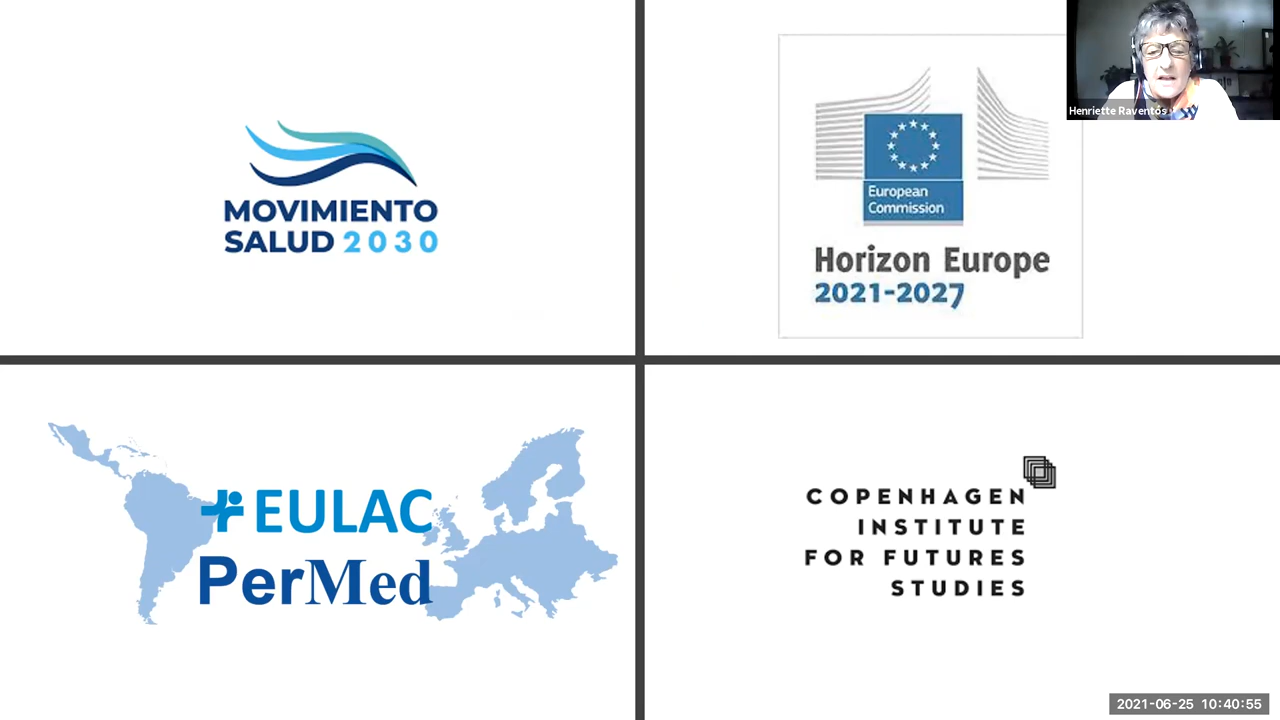 MOVIMIENTO
SALUD 2030
European
Commission
Horizon Europe
2021-2027
Henriette Raventós
EULAC
PerMed
COPENHAGEN
INSTITUTE
FOR FUTURES
STUDIES
2021-06-25 10:40:55